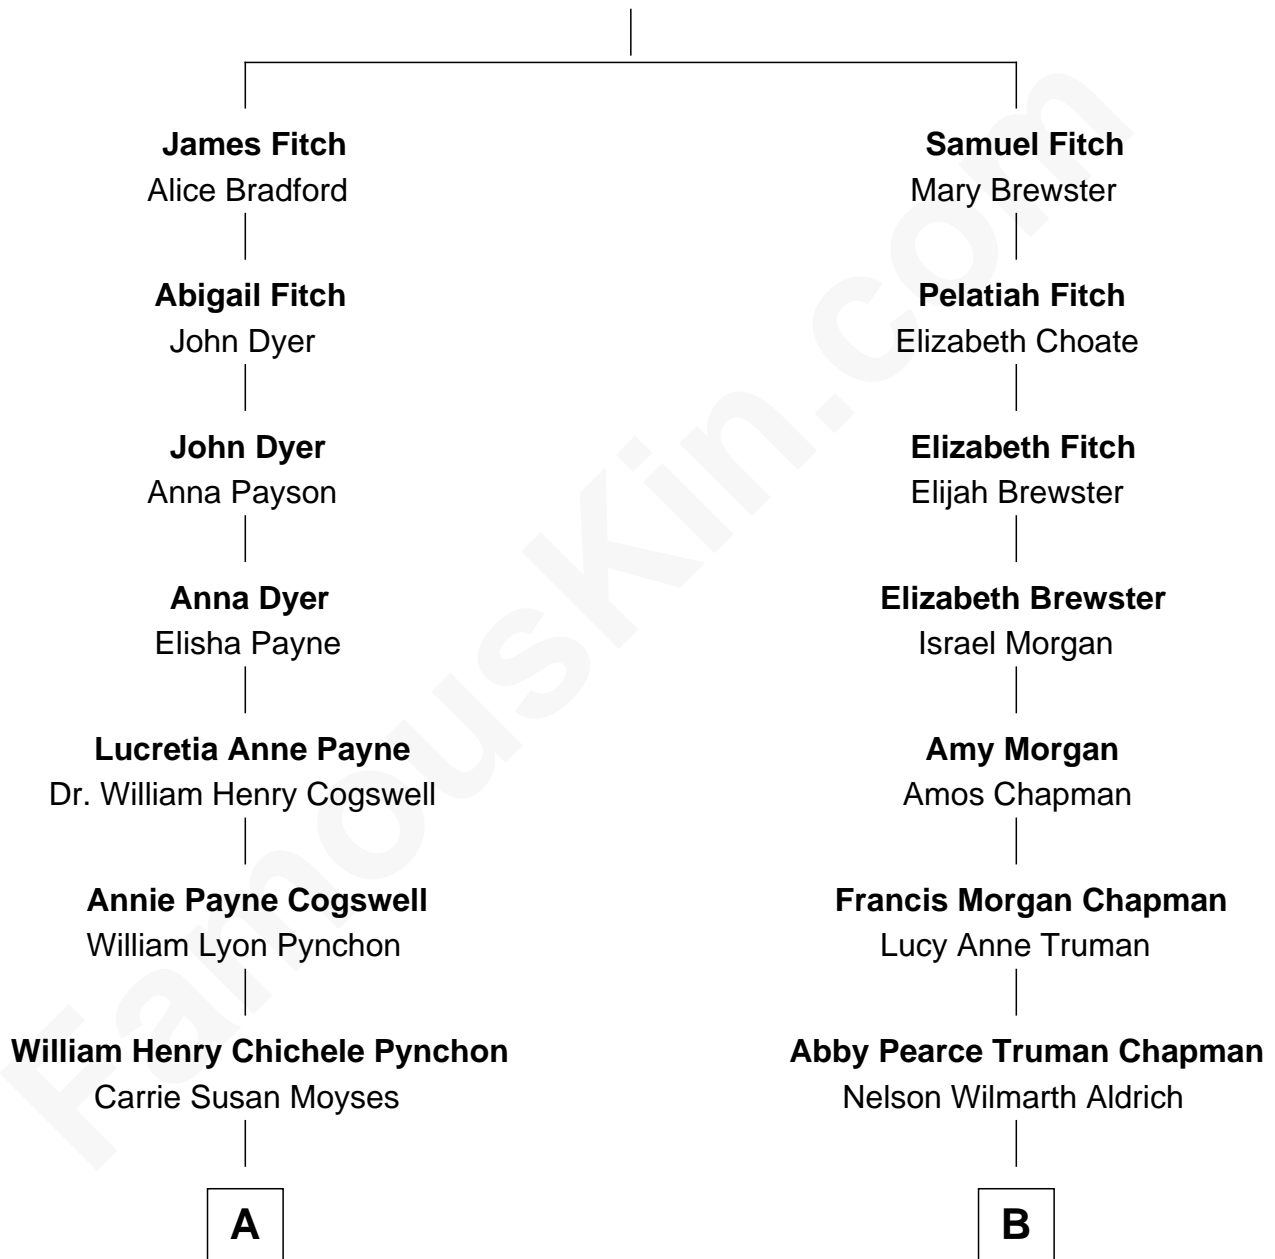 James Fitch
Alice Bradford
Abigail Fitch
John Dyer
John Dyer
Anna Payson
Anna Dyer
Elisha Payne
Lucretia Anne Payne
Dr. William Henry Cogswell
Annie Payne Cogswell
William Lyon Pynchon
William Henry Chichele Pynchon
Carrie Susan Moyses
A
Samuel Fitch
Mary Brewster
Pelatiah Fitch
Elizabeth Choate
Elizabeth Fitch
Elijah Brewster
Elizabeth Brewster
Israel Morgan
Amy Morgan
Amos Chapman
Francis Morgan Chapman
Lucy Anne Truman
Abby Pearce Truman Chapman
Nelson Wilmarth Aldrich
B
FamousKin.com